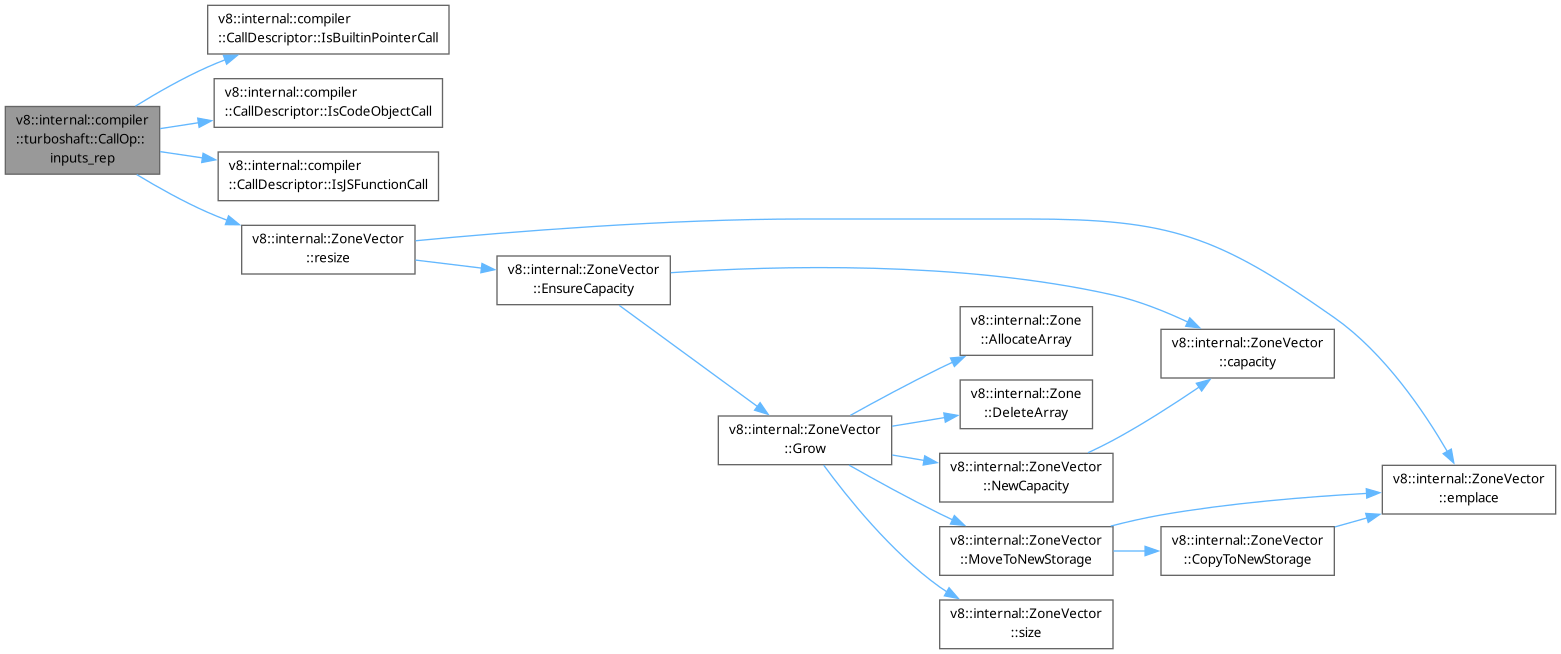 v8::internal::compiler
::CallDescriptor::IsBuiltinPointerCall
v8::internal::compiler
::CallDescriptor::IsCodeObjectCall
v8::internal::compiler
::turboshaft::CallOp::
inputs_rep
v8::internal::compiler
::CallDescriptor::IsJSFunctionCall
v8::internal::ZoneVector
::resize
v8::internal::ZoneVector
::EnsureCapacity
v8::internal::Zone
::AllocateArray
v8::internal::ZoneVector
::capacity
v8::internal::Zone
::DeleteArray
v8::internal::ZoneVector
::Grow
v8::internal::ZoneVector
::NewCapacity
v8::internal::ZoneVector
::emplace
v8::internal::ZoneVector
::MoveToNewStorage
v8::internal::ZoneVector
::CopyToNewStorage
v8::internal::ZoneVector
::size